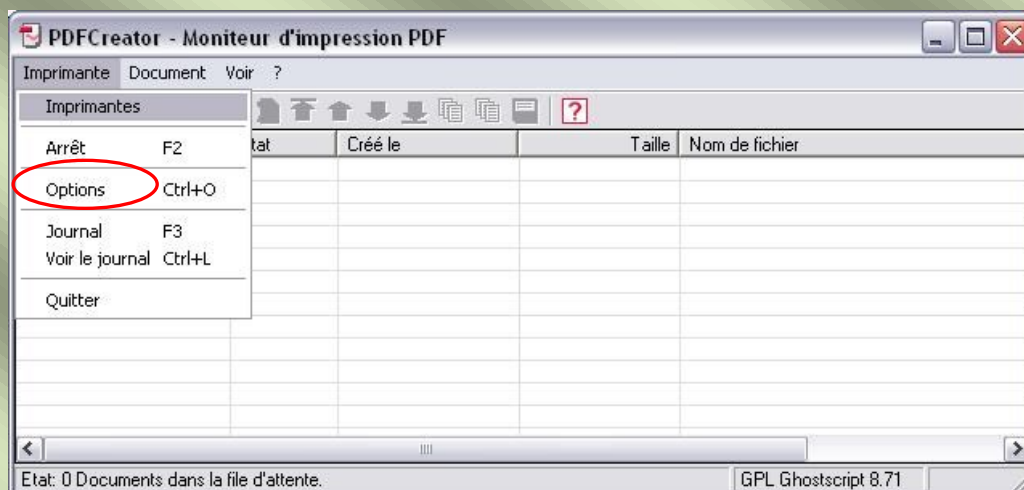 PDFCreator - Moniteur d'impression PDF
Imprimante Document Voir ?
Imprimantes
?
Arrêt F2
tat Créé le Taille Nom de fichier
Options Ctrl+O
Journal F3
Voir le journal Ctrl+L
Quitter
Etat: 0 Documents dans la file d'attente. GPL Ghostscript 8.71